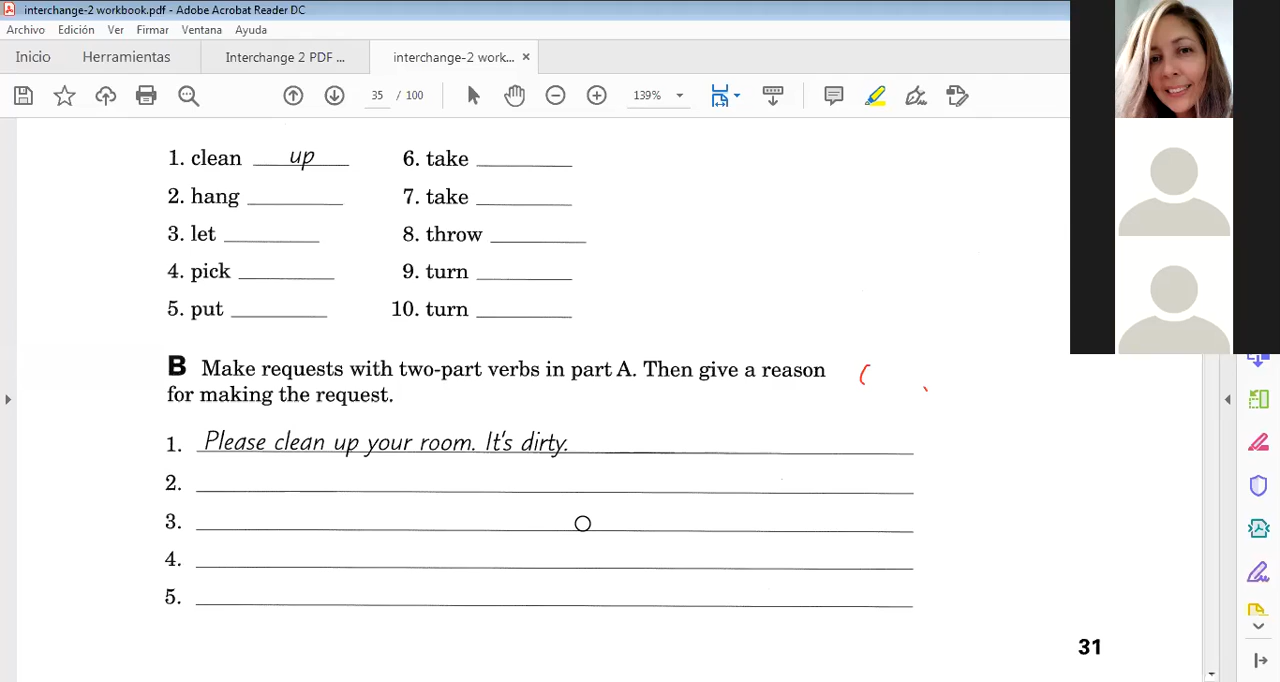 interchange-2 workbook.pdf - Adobe Acrobat Reader DC
Archivo Edición Ver Firmar Ventana Ayuda
Inicio Herramientas Interchange 2 PDF ... interchange-2 work... ×
35 / 100 139%
1. clean up 6. take
2. hang 7. take
3. let 8. throw
4. pick 9. turn
5. put 10. turn
B Make requests with two-part verbs in part A. Then give a reason
for making the request.
1. Please clean up your room. It's dirty.
2.
3.
4.
5.
31